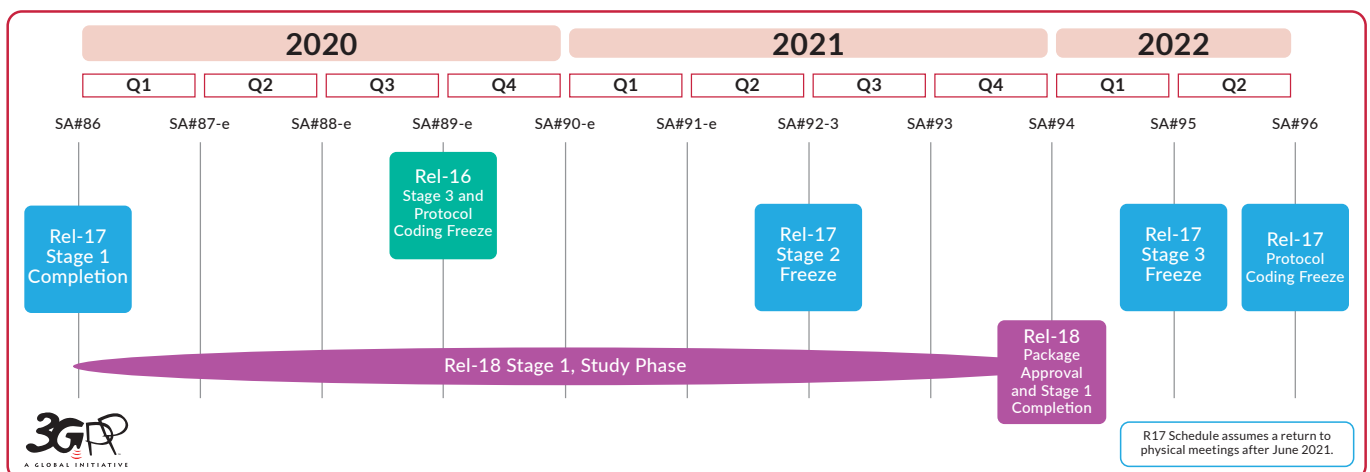 2020 2021 2022
Q1 Q2 Q3 Q4 Q1 Q2 Q3 Q4 Q1 Q2
SA#86 SA#87-e SA#88-e SA#89-e SA#90-e SA#91-e SA#92-3 SA#93 SA#94 SA#95 SA#96
Rel-17
Stage 1
Completion
Rel-16
Stage 3 and
Protocol
Coding Freeze
Rel-17
Stage 2
Freeze
Rel-17
Stage 3
Freeze
Rel-17
Protocol
Coding Freeze
Rel-18 Stage 1, Study Phase
Rel-18
Package
Approval
and Stage 1
Completion
3GPP
A GLOBAL INITIATIVE
R17 Schedule assumes a return to
physical meetings after June 2021.